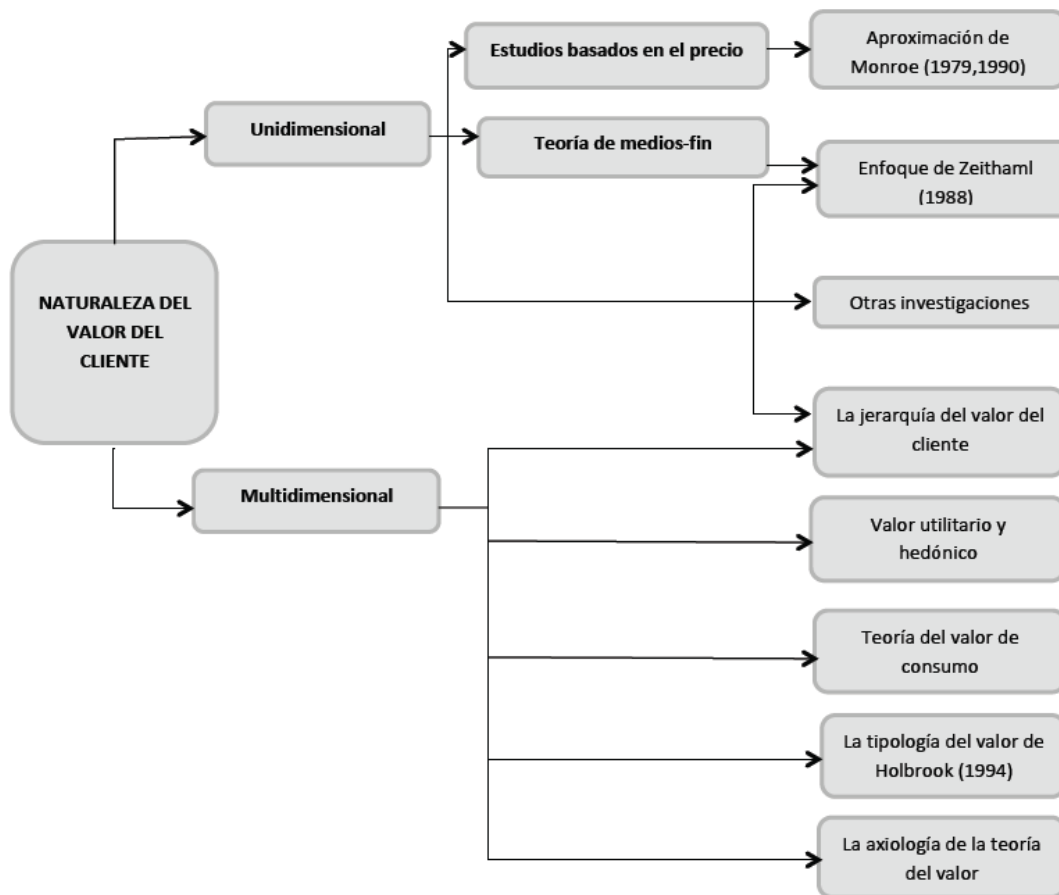 Estudios basados en el precio
Aproximación de
Monroe (1979,1990)
Unidimensional
Teoría de medios-fin
Enfoque de Zeithaml
(1988)
NATURALEZA DEL
VALOR DEL
CLIENTE
Otras investigaciones
La jerarquía del valor del
cliente
Multidimensional
Valor utilitario y
hedónico
Teoría del valor de
consumo
La tipología del valor de
Holbrook (1994)
La axiología de la teoría
del valor